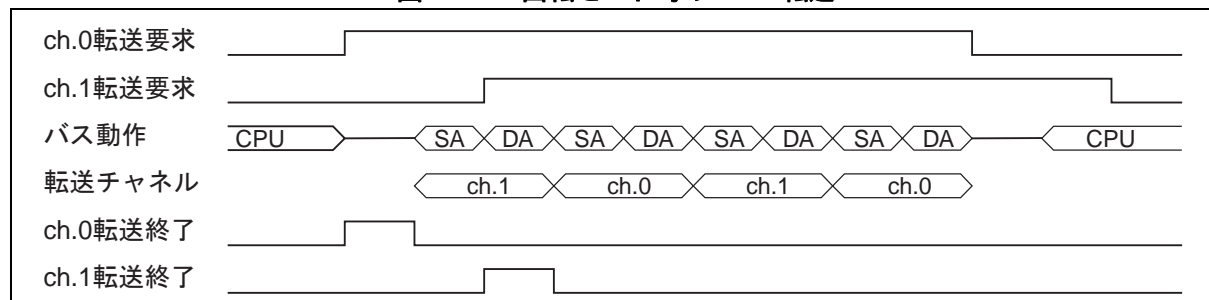 ch.0転送要求
ch.1転送要求
バス動作 CPU SA DA SA DA SA DA SA DA CPU
転送チャネル ch.1 ch.0 ch.1 ch.0
ch.0転送終了
ch.1転送終了